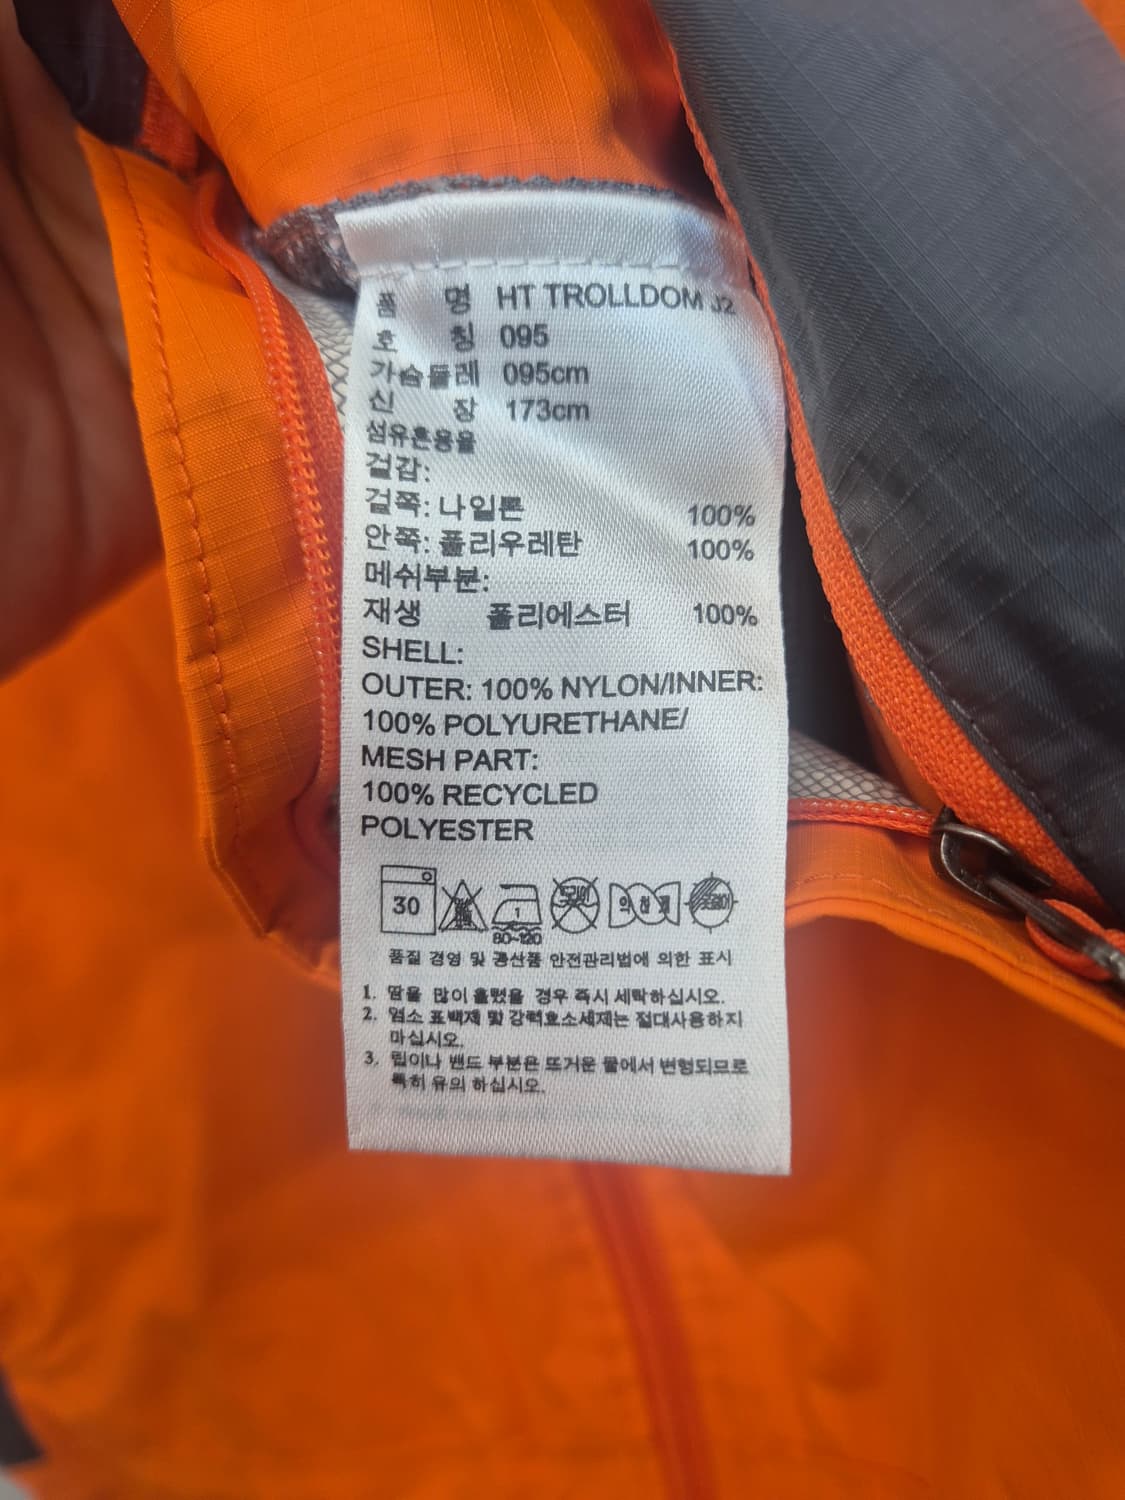 품 명 HT TROLLDOM J2
호 칭 095
가슴둘레 095cm
신 장 173cm
섬유혼용율
겉감:
겉쪽: 나일론 100%
안쪽: 폴리우레탄 100%
메쉬부분:
재생 폴리에스터 100%
SHELL:
OUTER: 100% NYLON/INNER:
100% POLYURETHANE/
MESH PART:
100% RECYCLED
POLYESTER
30 1 80~120 드라이 약하게
품질 경영 및 공산품 안전관리법에 의한 표시
1. 땀을 많이 흘렸을 경우 즉시 세탁하십시오.
2. 염소 표백제 및 강력효소세제는 절대사용하지
마십시오.
3. 립이나 밴드 부분은 뜨거운 물에서 변형되므로
특히 유의 하십시오.